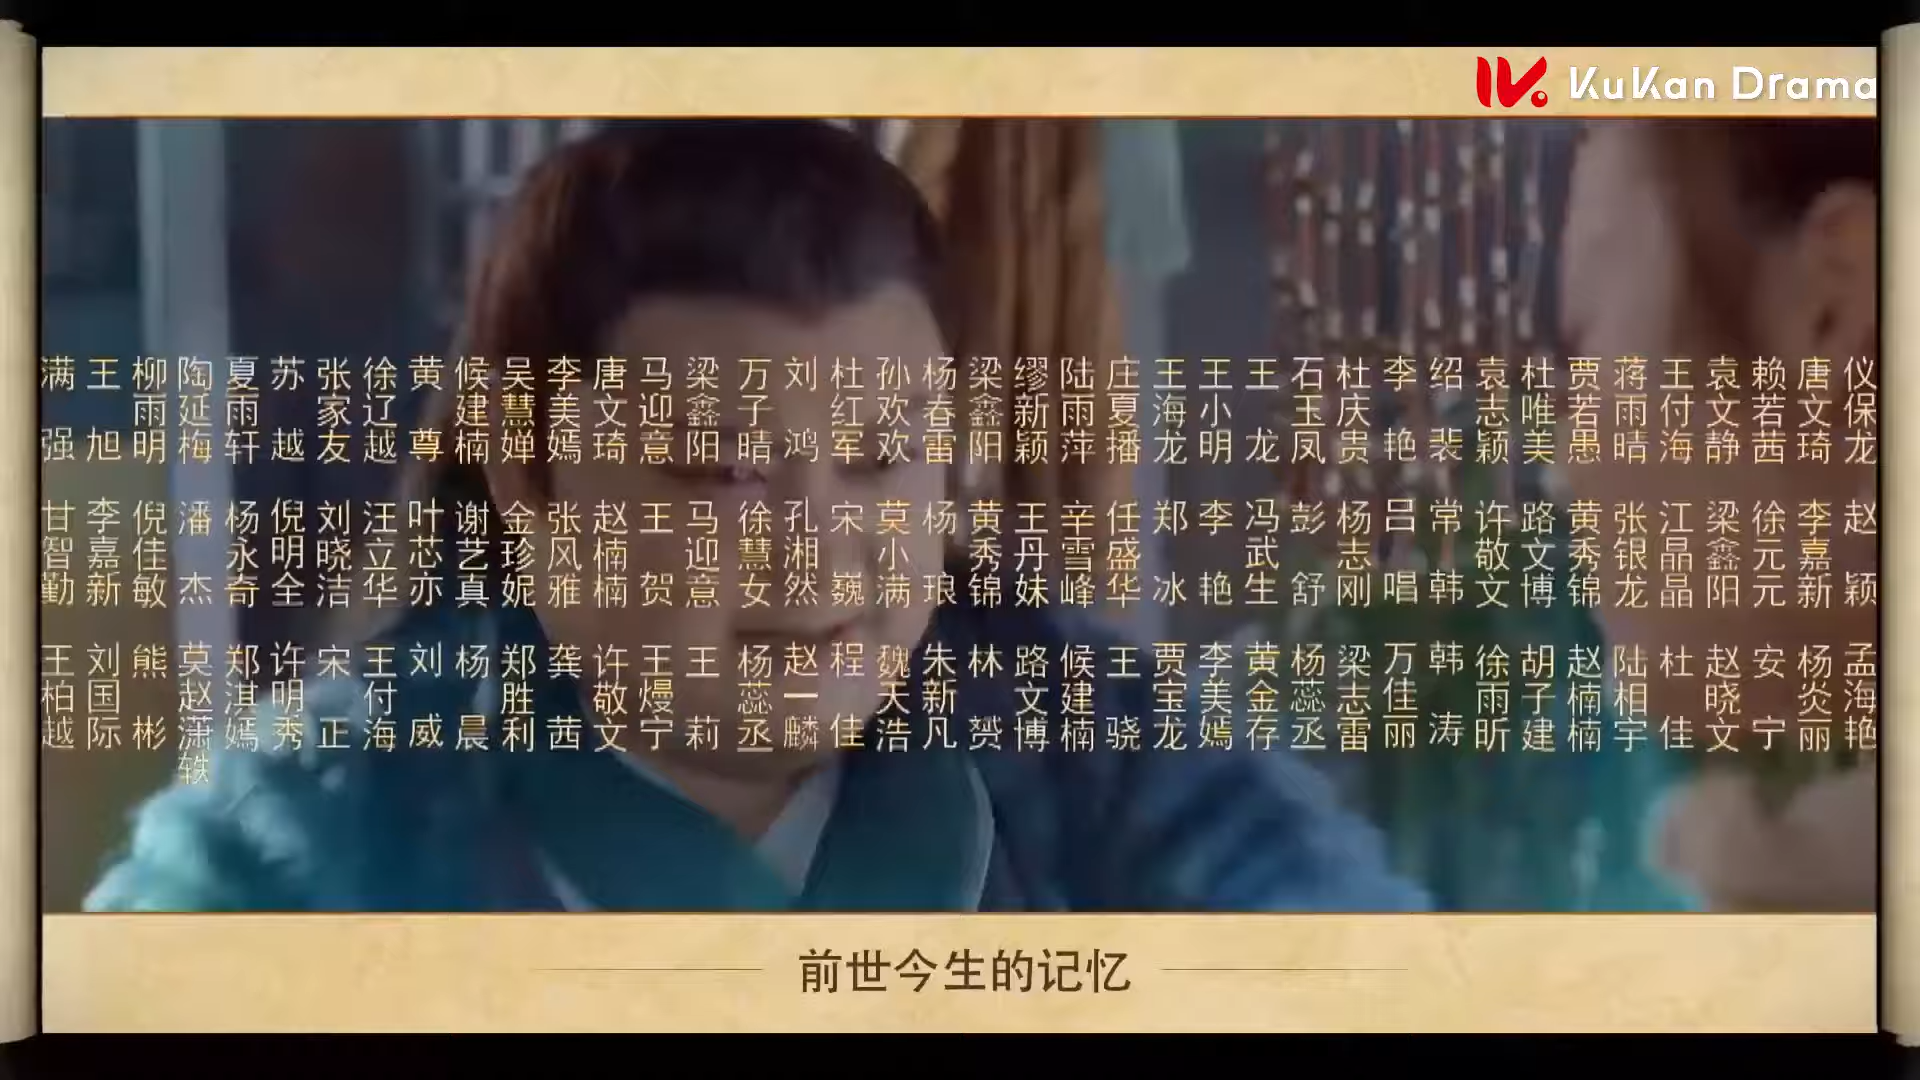 KuKan Drama
仪保龙
唐文琦
赖若茜
袁文静
王付海
蒋雨晴
贾若愚
杜唯美
袁志颖
绍裴
李艳
杜庆贵
石玉凤
王龙
王小明
王海龙
庄夏播
陆雨萍
缪新颖
梁鑫阳
杨春雷
孙欢欢
杜红军
刘鸿
万子晴
梁鑫阳
马迎意
唐文琦
李美嫣
吴慧婵
候建楠
黄尊
徐辽越
张家友
苏越
夏雨轩
陶延梅
柳雨明
王旭
满强
赵颖
李嘉新
徐元元
梁鑫阳
江晶晶
张银龙
黄秀锦
路文博
许敬文
常韩
吕唱
杨志刚
彭舒
冯武生
李艳
郑冰
任盛华
辛雪峰
王丹妹
黄秀锦
杨琅
莫小满
宋巍
孔湘然
徐慧女
马迎意
王贺
赵楠楠
张风雅
金珍妮
谢艺真
叶芯亦
汪立华
刘晓洁
倪明全
杨永奇
潘杰
倪佳敏
李嘉新
甘智勤
孟海艳
杨炎丽
安宁
赵晓文
杜佳
陆相宇
赵楠楠
胡子建
徐雨昕
韩涛
万佳丽
梁志雷
杨蕊丞
黄金存
李美嫣
贾宝龙
王骁
候建楠
路文博
林赟
朱新凡
魏天浩
程佳
赵一麟
杨蕊丞
王莉
王熳宁
许敬文
龚茜
郑胜利
杨晨
刘威
王付海
宋正
许明秀
郑淇嫣
莫赵潇轶
熊彬
刘国际
王柏越
前世今生的记忆